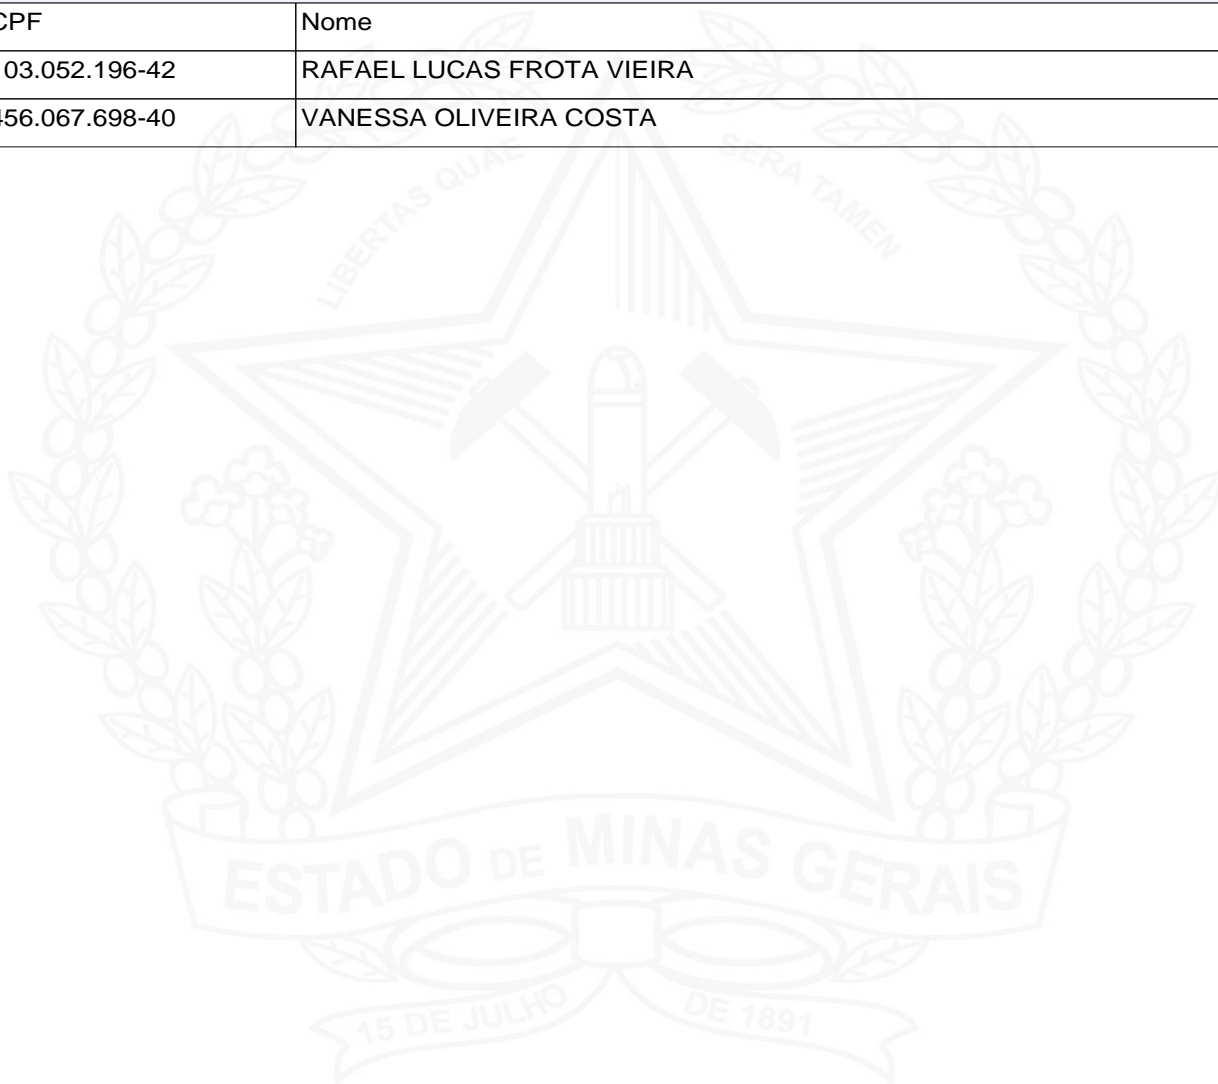 CPF Nome
03.052.196-42 RAFAEL LUCAS FROTA VIEIRA
456.067.698-40 VANESSA OLIVEIRA COSTA
LIBERTAS QUAE SERA TAMEN
ESTADO DE MINAS GERAIS
15 DE JULHO DE 1891